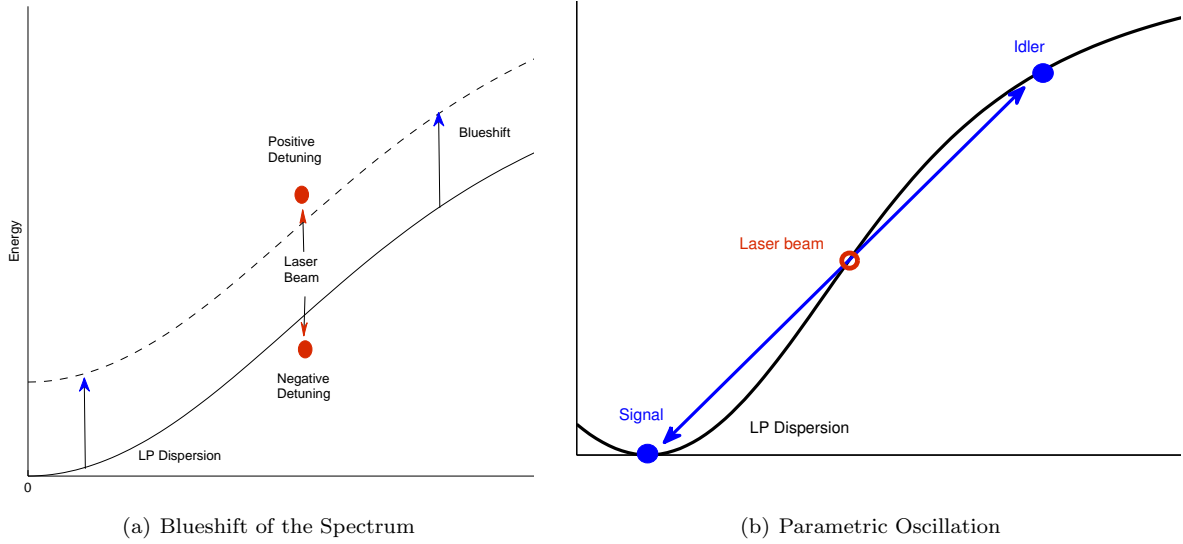 Energy
Positive
Detuning
Blueshift
Laser
Beam
Negative
Detuning
LP Dispersion
0
(a) Blueshift of the Spectrum
Idler
Laser beam
Signal
LP Dispersion
(b) Parametric Oscillation